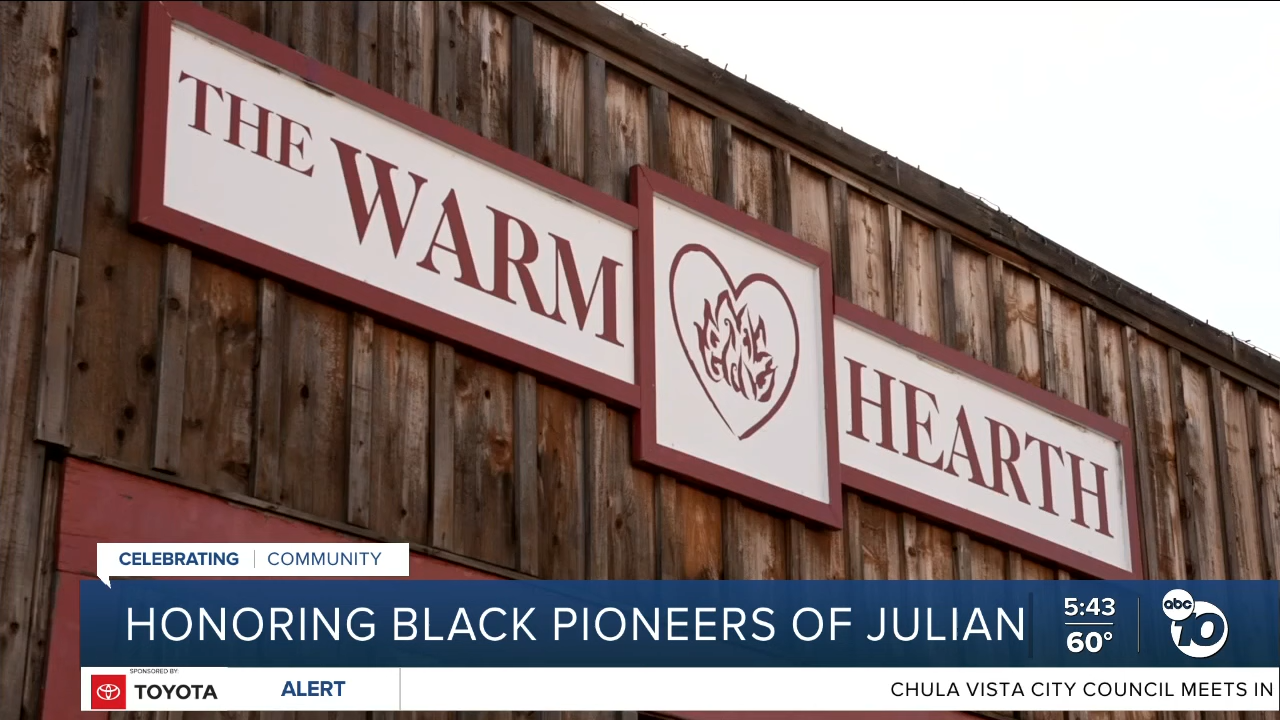 THE WARM
HEARTH
CELEBRATING COMMUNITY
HONORING BLACK PIONEERS OF JULIAN
5:43
60°
abc
10
SPONSORED BY:
TOYOTA
ALERT
CHULA VISTA CITY COUNCIL MEETS IN